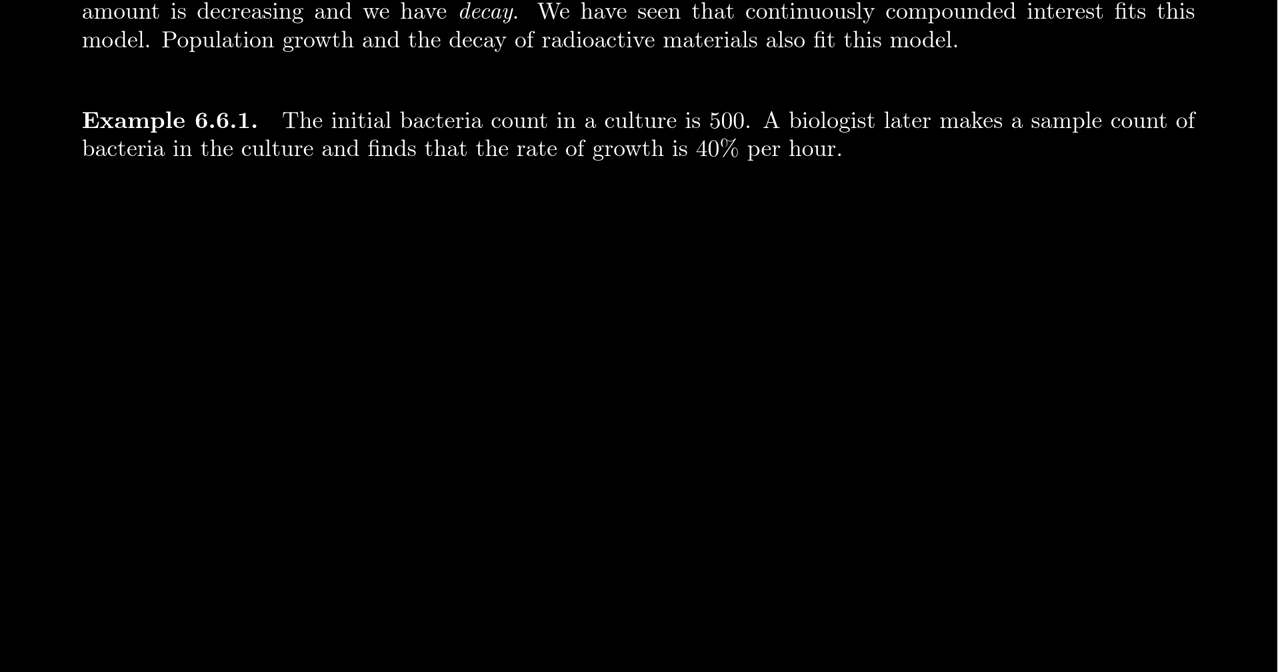 amount is decreasing and we have decay. We have seen that continuously compounded interest fits this
model. Population growth and the decay of radioactive materials also fit this model.
Example 6.6.1. The initial bacteria count in a culture is 500. A biologist later makes a sample count of
bacteria in the culture and finds that the rate of growth is 40% per hour.